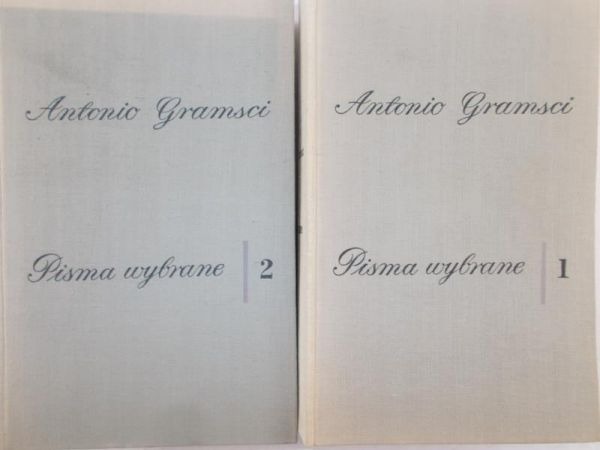 Antonio Gramsci
Pisma wybrane | 2
Antonio Gramsci
Pisma wybrane | 1